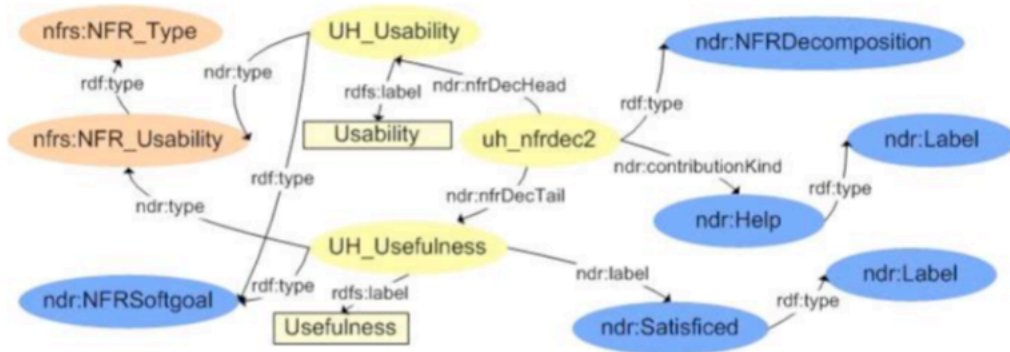 nfrs:NFR_Type
UH_Usability
ndr:NFRDecomposition
rdf:type
ndr:type
rdfs:label
ndr:nfrDecHead
rdf:type
nfrs:NFR_Usability
Usability
uh_nfrdec2
ndr:Label
ndr:contributionKind
rdf:type
rdf:type
ndr:type
ndr:nfrDecTail
ndr:Help
UH_Usefulness
ndr:label
ndr:Label
ndr:NFRSoftgoal
rdf:type
rdfs:label
rdf:type
Usefulness
ndr:Satisficed